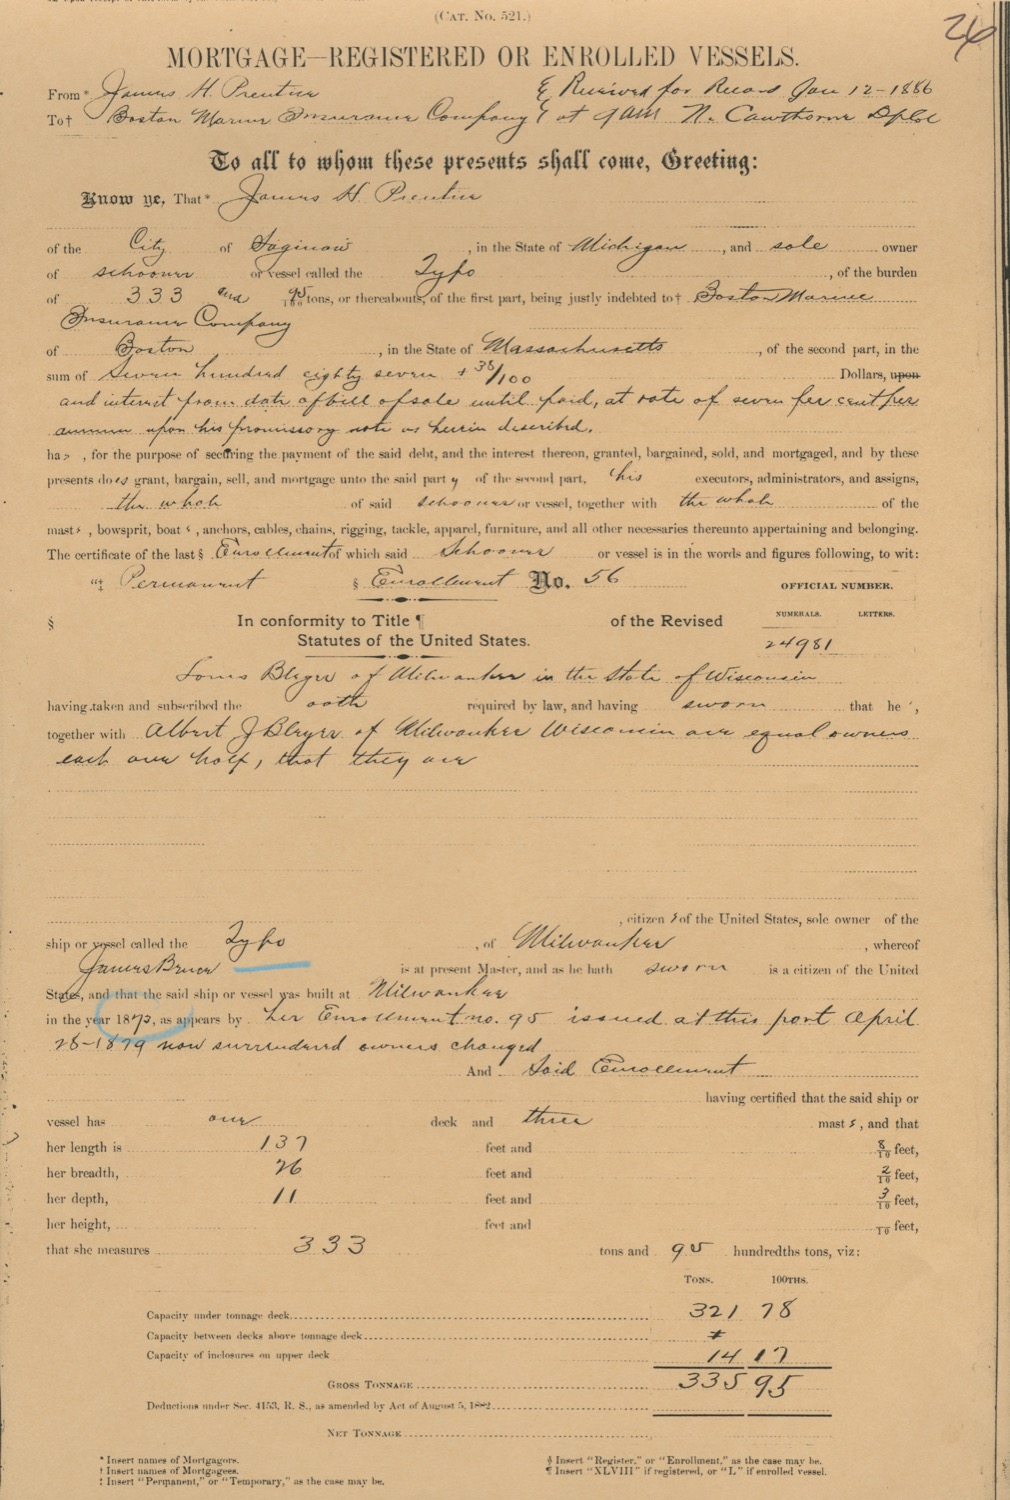 (CAT. No. 521.)
26
MORTGAGE—REGISTERED OR ENROLLED VESSELS.
From* James H. Prentice & Received for Record Jan 12-1886
To† Boston Marine Insurance Company & at 9 AM N. Cawthorne
To all to whom these presents shall come, Greeting:
Know ye, That* James H. Prentice
of the City of Saginaw, in the State of Michigan, and sole owner
of schooner or vessel called the Typo, of the burden
of 333 and 95/100 tons, or thereabouts, of the first part, being justly indebted to† Boston Marine
Insurance Company
of Boston, in the State of Massachusetts, of the second part, in the
sum of Seven hundred eighty seven + 38/100 Dollars, upon
and interest from date of bill of sale until paid, at rate of seven per cent per
annum upon his promissory note as herein described.
has, for the purpose of securing the payment of the said debt, and the interest thereon, granted, bargained, sold, and mortgaged, and by these
presents does grant, bargain, sell, and mortgage unto the said party of the second part, his executors, administrators, and assigns,
the whole of said schooner or vessel, together with the whole of the
masts, bowsprit, boats, anchors, cables, chains, rigging, tackle, apparel, furniture, and all other necessaries thereunto appertaining and belonging.
The certificate of the last § Enrollment of which said Schooner or vessel is in the words and figures following, to wit:
"‡ Permanent § Enrollment No. 56 OFFICIAL NUMBER.
NUMERALS. LETTERS.
§ In conformity to Title ¶ of the Revised
Statutes of the United States. 24981
Louis Bleyer of Milwaukee in the State of Wisconsin
having taken and subscribed the oath required by law, and having sworn that he,
together with Albert J Bleyer of Milwaukee Wisconsin are equal owners
each one half, that they are
, citizens of the United States, sole owner of the
ship or vessel called the Typo, of Milwaukee, whereof
James Bruce is at present Master, and as he hath sworn is a citizen of the United
States, and that the said ship or vessel was built at Milwaukee
in the year 1873, as appears by her Enrollment no. 95 issued at this port April
28-1879 now surrendered owners changed
And Said Enrollment
having certified that the said ship or
vessel has one deck and three masts, and that
her length is 137 feet and 8/10 feet,
her breadth, 26 feet and 2/10 feet,
her depth, 11 feet and 3/10 feet,
her height, feet and /10 feet,
that she measures 333 tons and 95 hundredths tons, viz:
TONS. 100THS.
Capacity under tonnage deck 321 78
Capacity between decks above tonnage deck
Capacity of inclosures on upper deck 14 17
GROSS TONNAGE 335 95
Deductions under Sec. 4153, R. S., as amended by Act of August 5, 1882
NET TONNAGE
* Insert names of Mortgagors.
† Insert names of Mortgagees.
‡ Insert "Permanent," or "Temporary," as the case may be.
§ Insert "Register," or "Enrollment," as the case may be.
¶ Insert "XLVIII" if registered, or "L" if enrolled vessel.